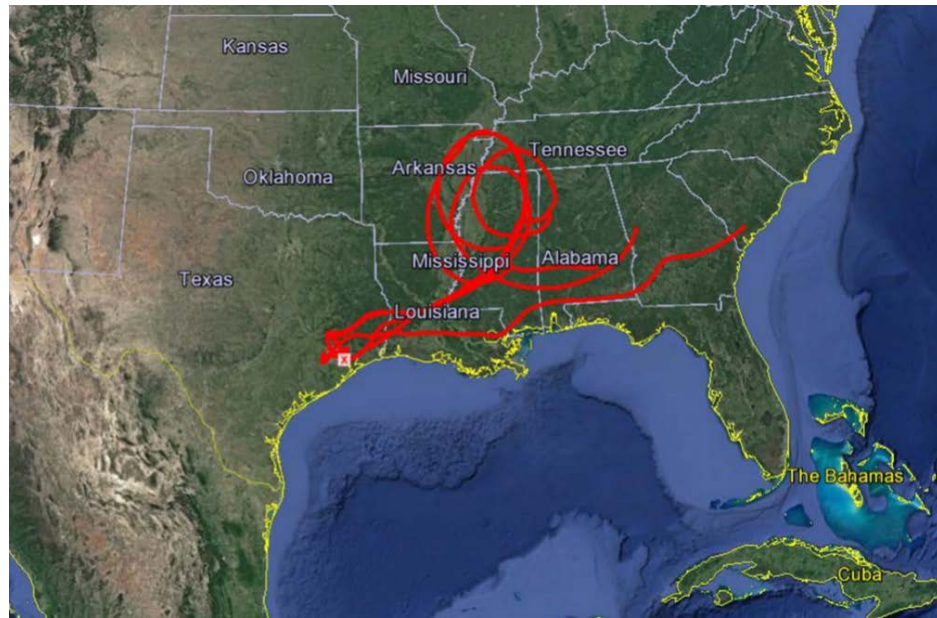 Kansas
Missouri
Tennessee
Arkansas
Oklahoma
Mississippi
Alabama
Texas
Louisiana
X
The Bahamas
Cuba